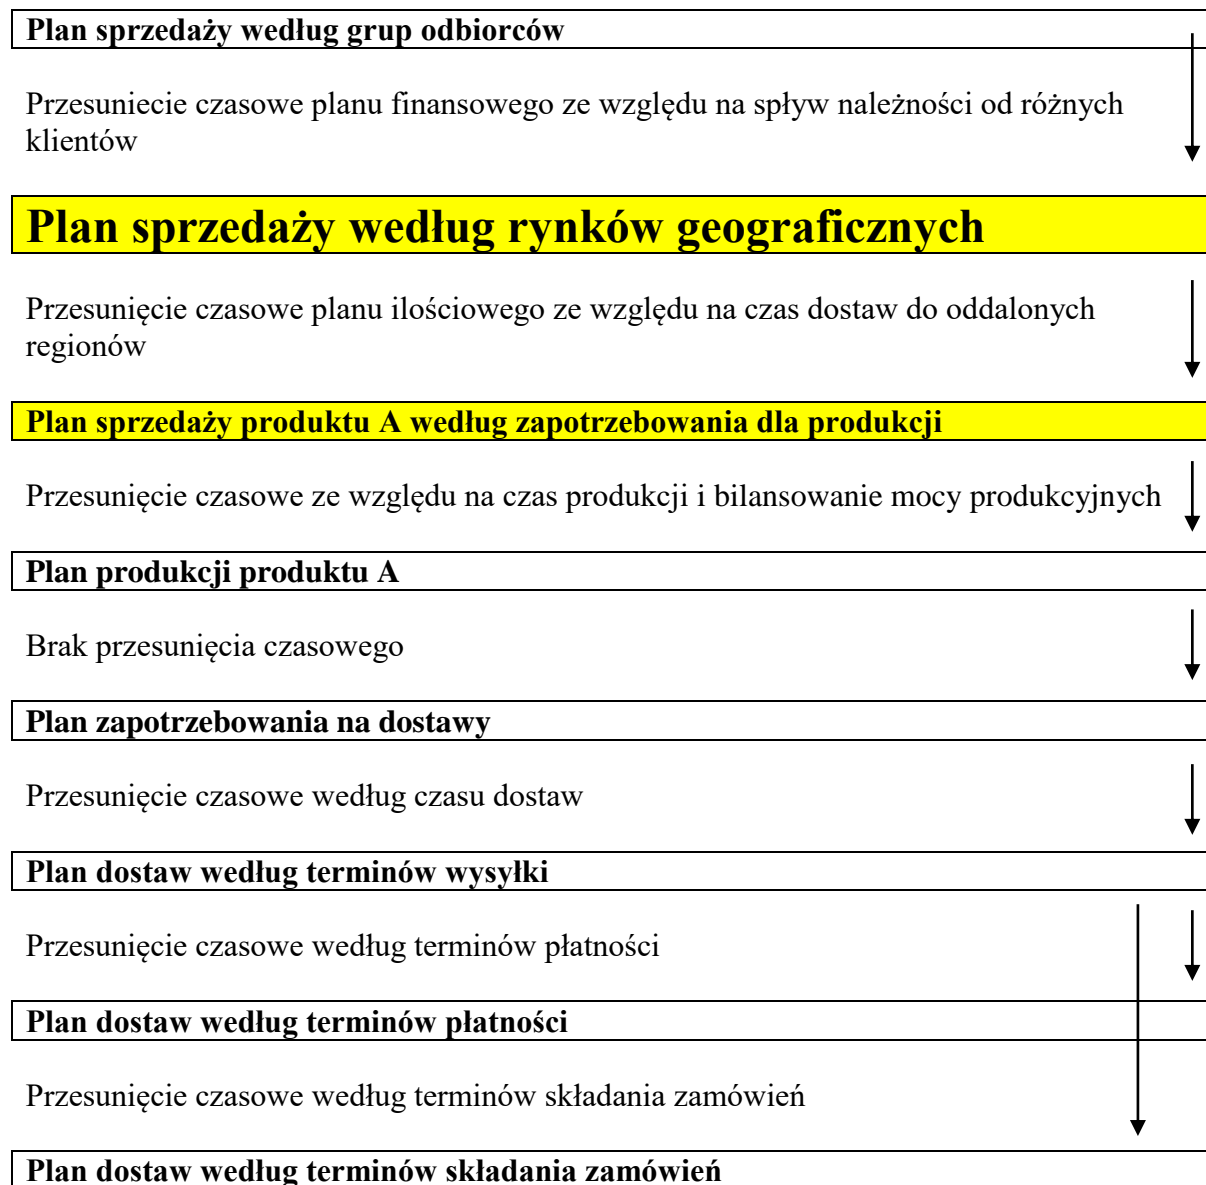 Plan sprzedaży według grup odbiorców
Przesuniecie czasowe planu finansowego ze względu na spływ należności od różnych
klientów
Plan sprzedaży według rynków geograficznych
Przesunięcie czasowe planu ilościowego ze względu na czas dostaw do oddalonych
regionów
Plan sprzedaży produktu A według zapotrzebowania dla produkcji
Przesunięcie czasowe ze względu na czas produkcji i bilansowanie mocy produkcyjnych
Plan produkcji produktu A
Brak przesunięcia czasowego
Plan zapotrzebowania na dostawy
Przesunięcie czasowe według czasu dostaw
Plan dostaw według terminów wysyłki
Przesunięcie czasowe według terminów płatności
Plan dostaw według terminów płatności
Przesunięcie czasowe według terminów składania zamówień
Plan dostaw według terminów składania zamówień